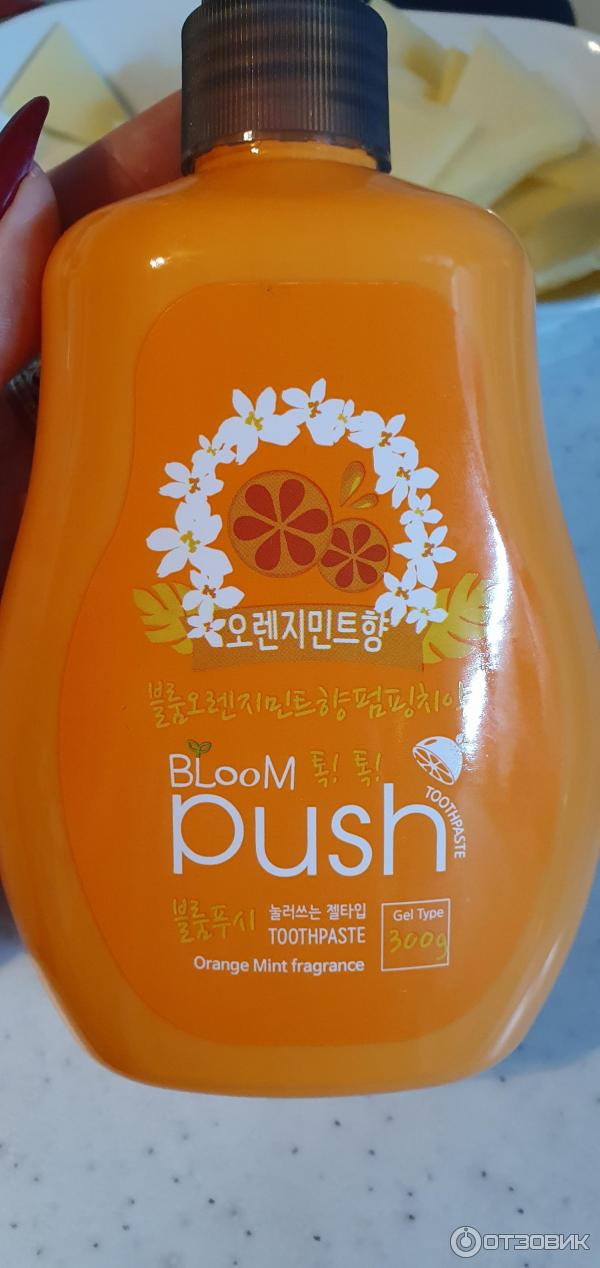 오렌지민트향
블룸오렌지민트향펌핑치약
BLooM 톡! 톡!
push
TOOTHPASTE
블룸푸시
눌러쓰는 젤타입
TOOTHPASTE
Gel Type
300g
Orange Mint fragrance
ОТЗОВИК